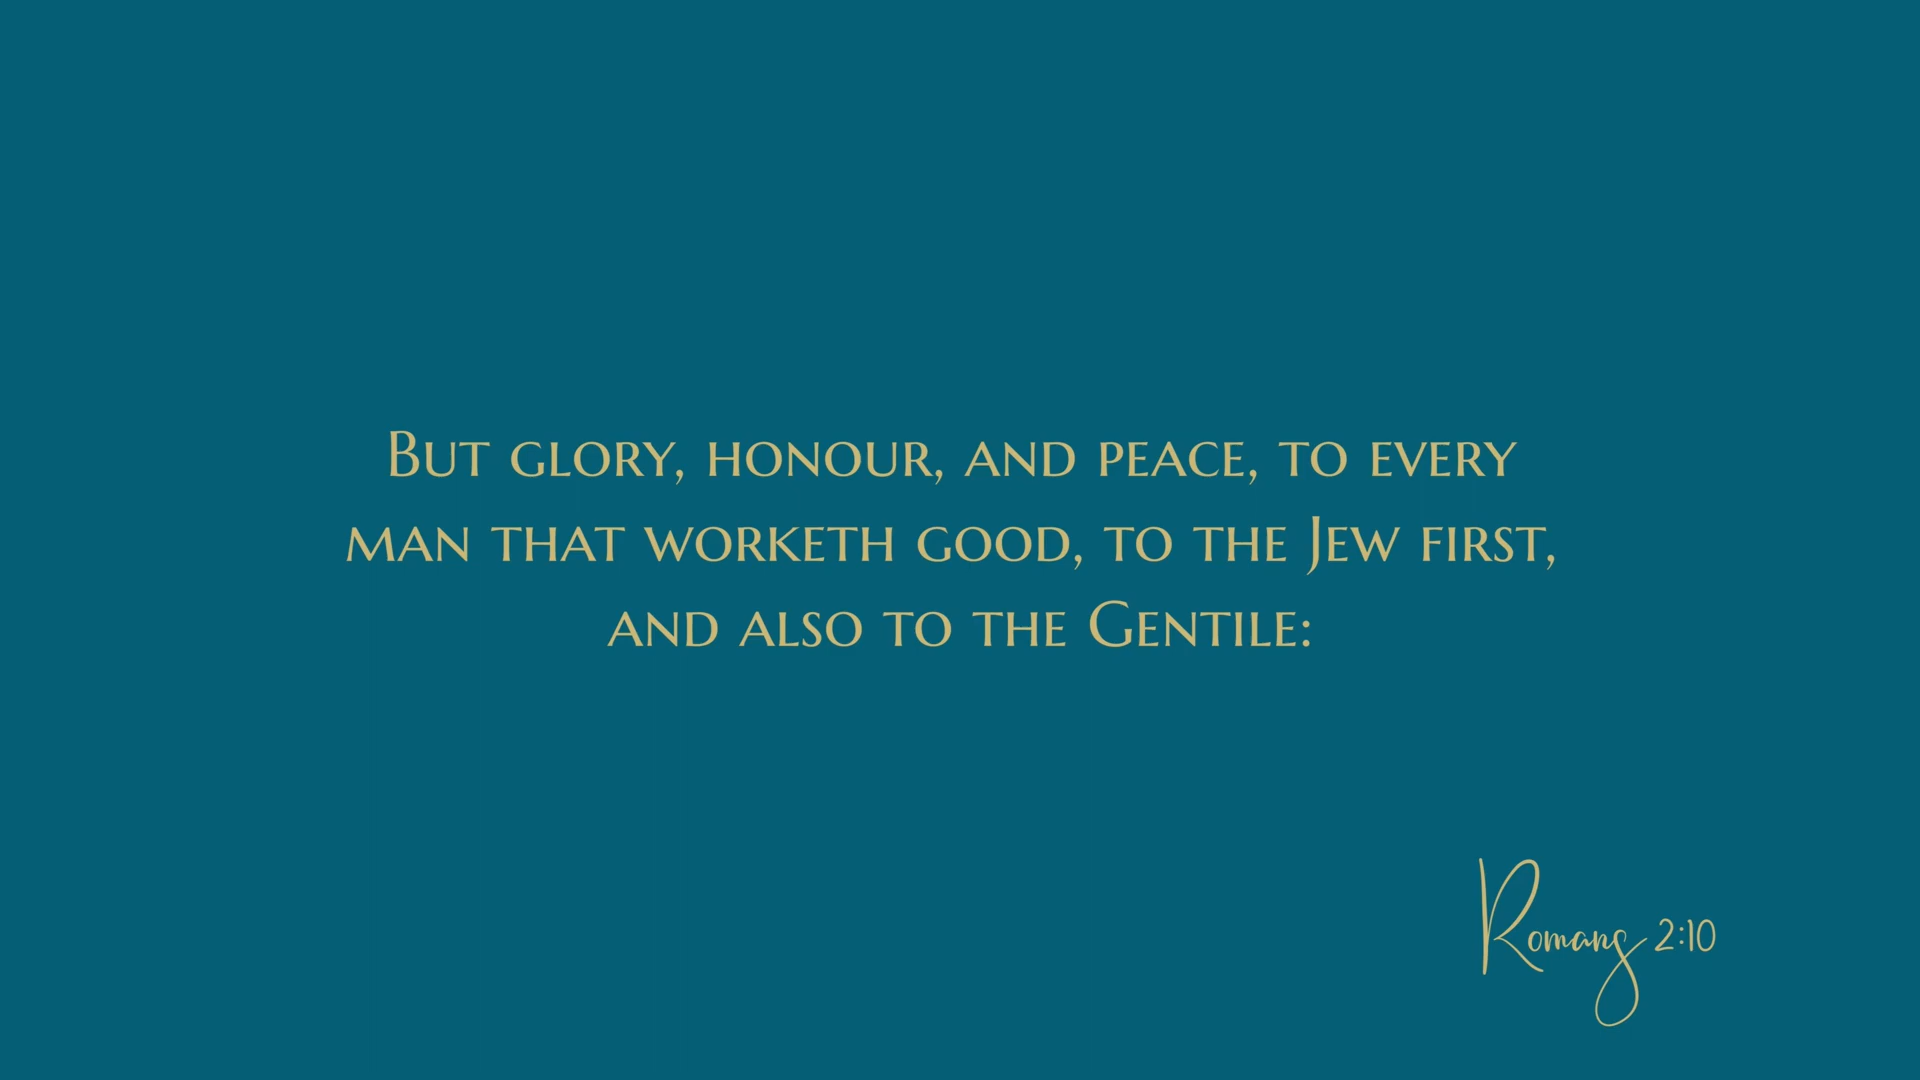 But glory, honour, and peace, to every
man that worketh good, to the Jew first,
and also to the Gentile:
Romans 2:10